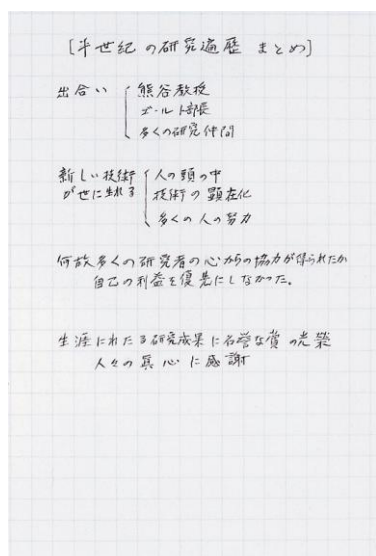 [半世紀の研究遍歴 まとめ]
出合い 熊谷教授
ゴールト部長
多くの研究仲間
新しい技術 人の頭の中
が世に生れる 技術の顕在化
多くの人の努力
何故多くの研究者の心からの協力が得られたか
自己の利益を優先にしなかった。
生涯にわたる研究成果に名誉な賞の光栄
人々の真心に感謝